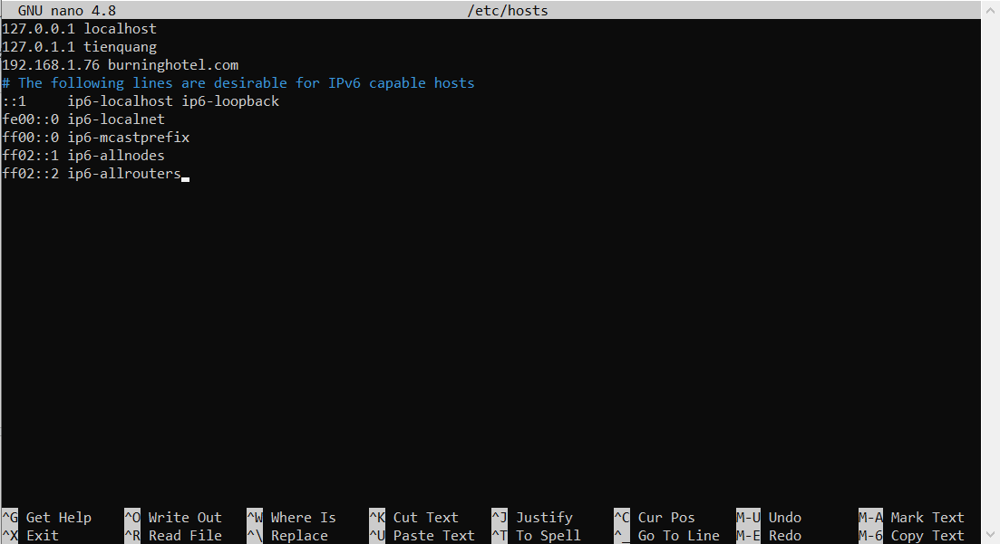 GNU nano 4.8 /etc/hosts
127.0.0.1 localhost
127.0.1.1 tienquang
192.168.1.76 burninghotel.com
# The following lines are desirable for IPv6 capable hosts
::1     ip6-localhost ip6-loopback
fe00::0 ip6-localnet
ff00::0 ip6-mcastprefix
ff02::1 ip6-allnodes
ff02::2 ip6-allrouters
^G Get Help ^O Write Out ^W Where Is ^K Cut Text ^J Justify ^C Cur Pos M-U Undo M-A Mark Text
^X Exit ^R Read File ^\ Replace ^U Paste Text ^T To Spell ^_ Go To Line M-E Redo M-6 Copy Text